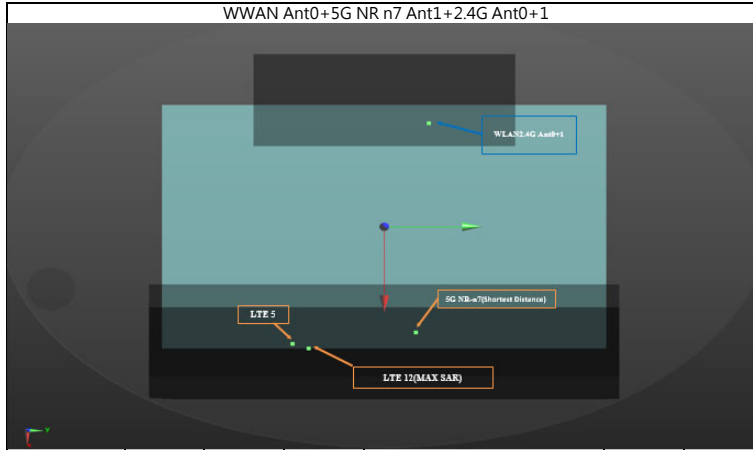 WWAN Ant0+5G NR n7 Ant1+2.4G Ant0+1
WLAN2.4G Ant0+1
5G NR-n7(Shortest Distance)
LTE 5
LTE 12(MAX SAR)
Y